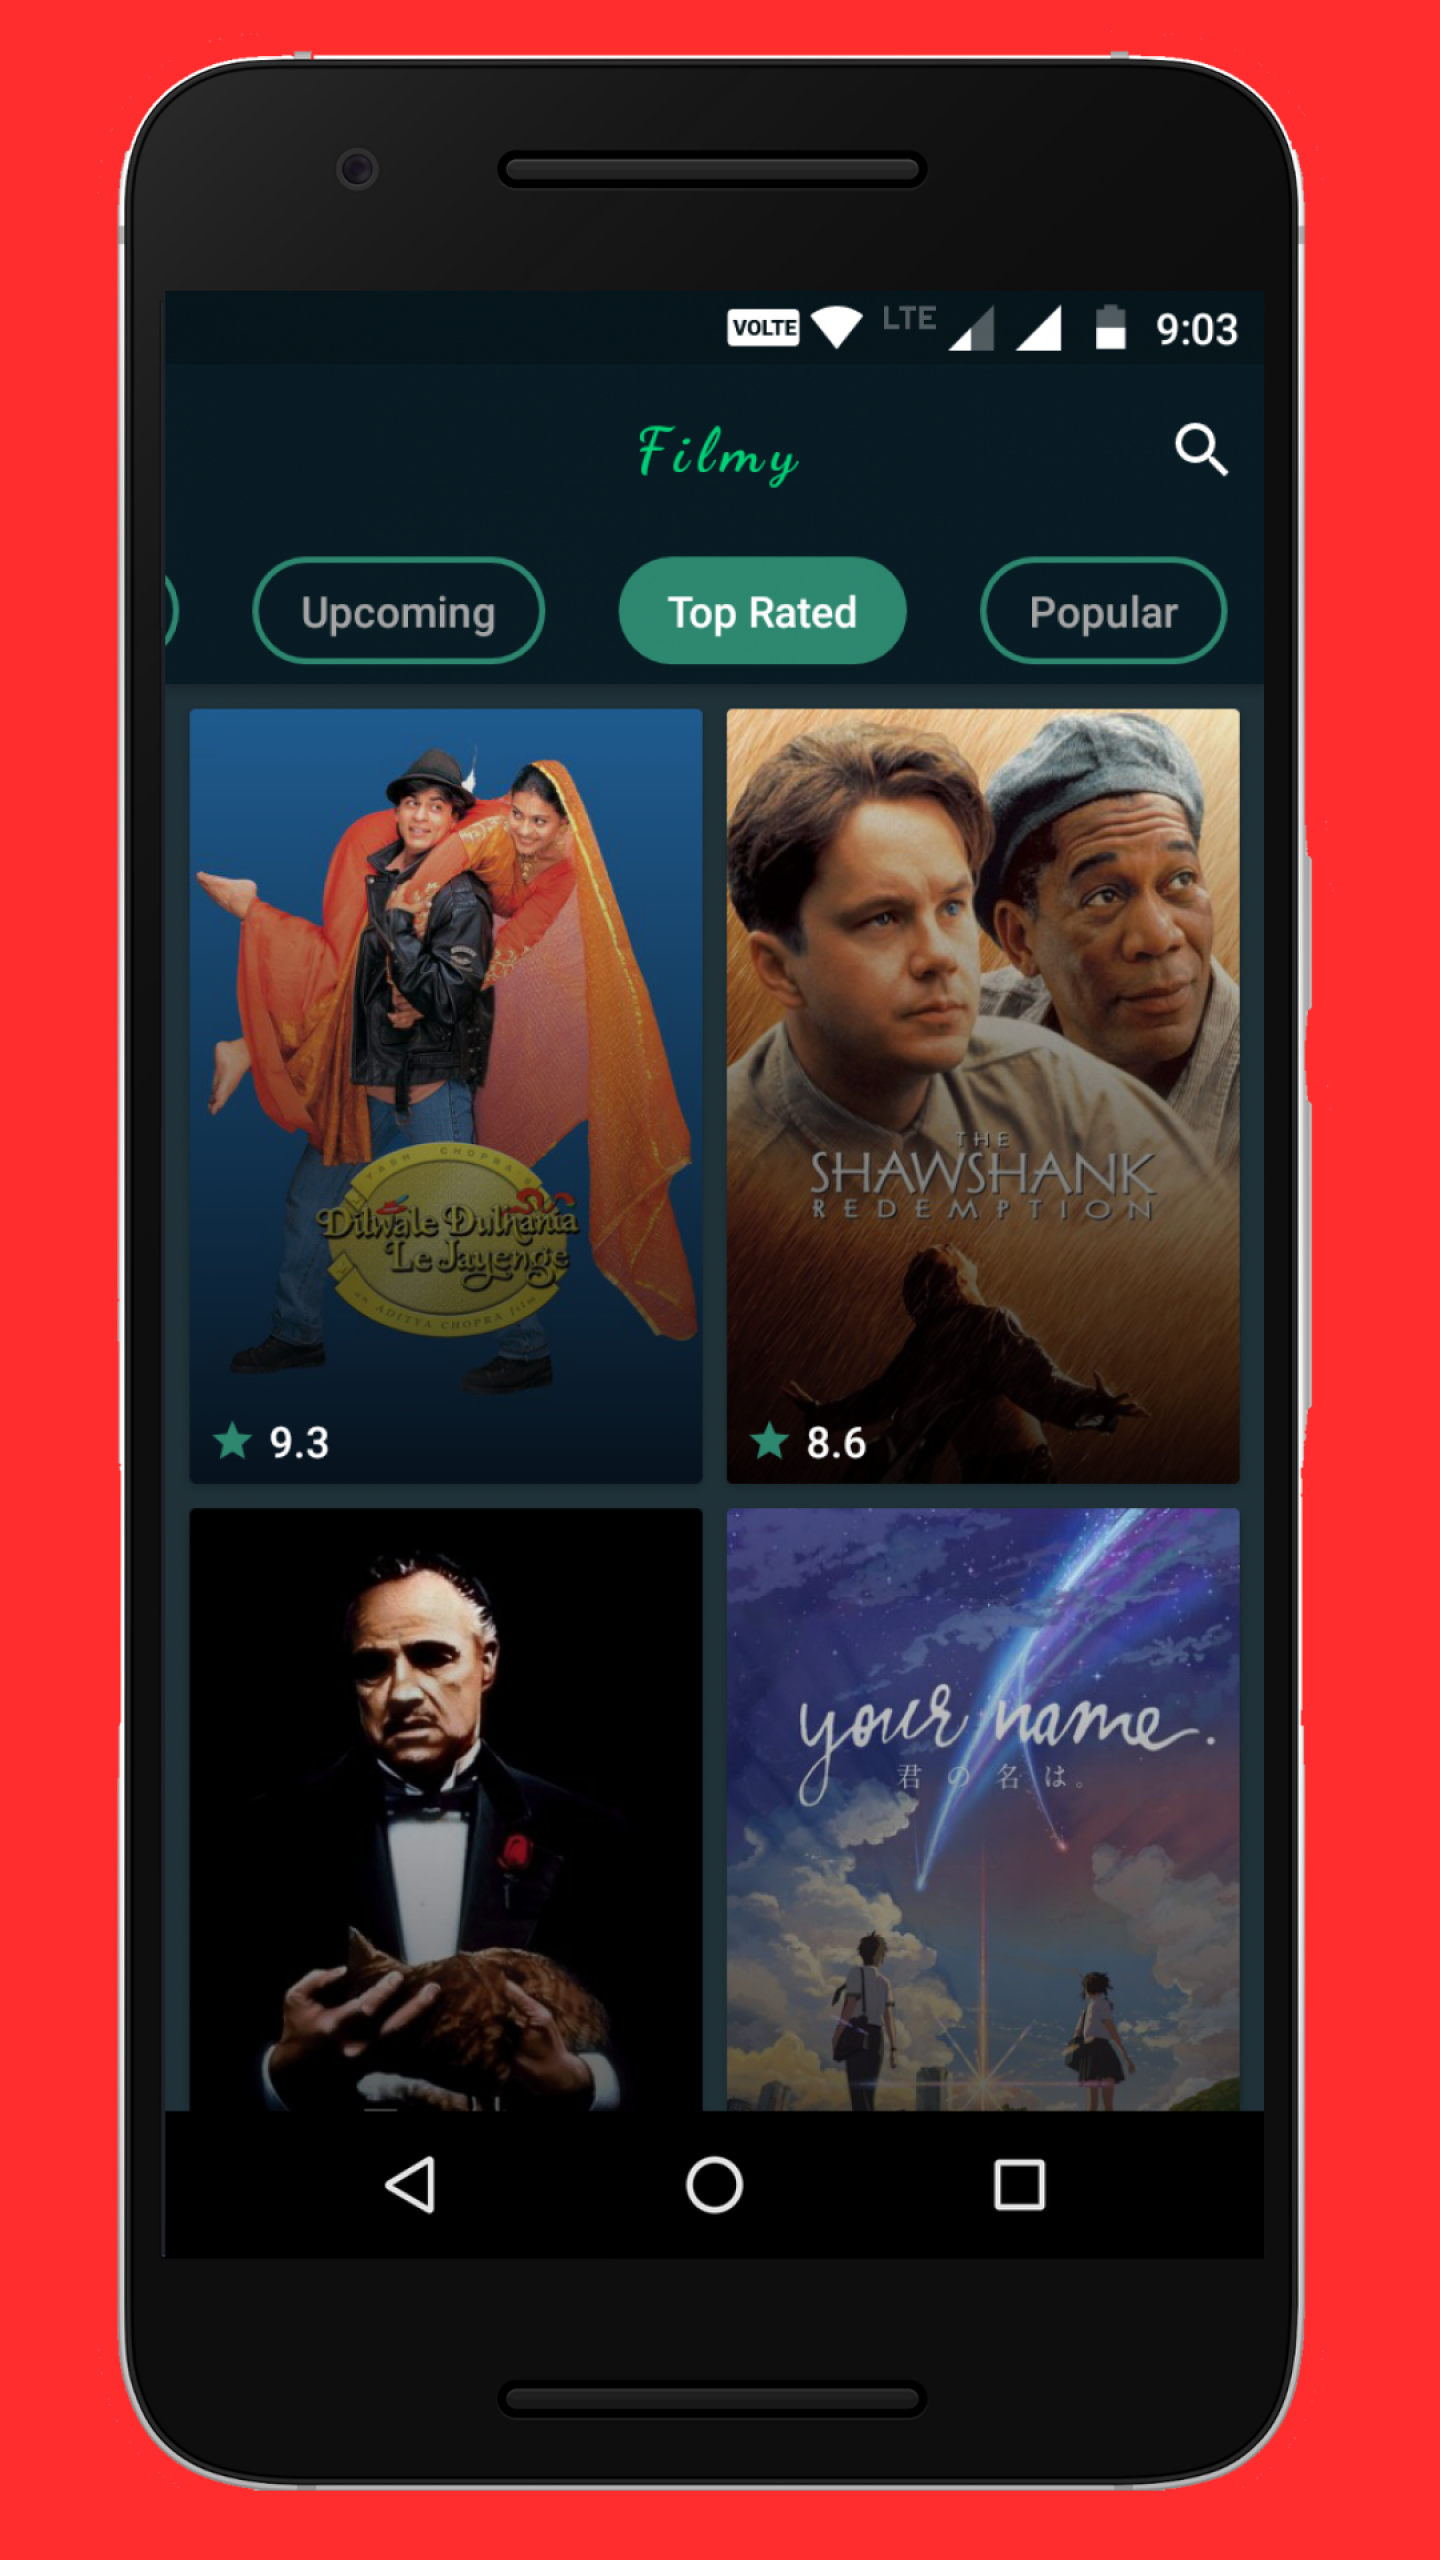 VOLTE LTE 9:03
Filmy
Upcoming Top Rated Popular
YASH CHOPRA'S
Dilwale Dulhania
Le Jayenge
an ADITYA CHOPRA film
9.3
THE
SHAWSHANK
REDEMPTION
8.6
your name.
君の名は。